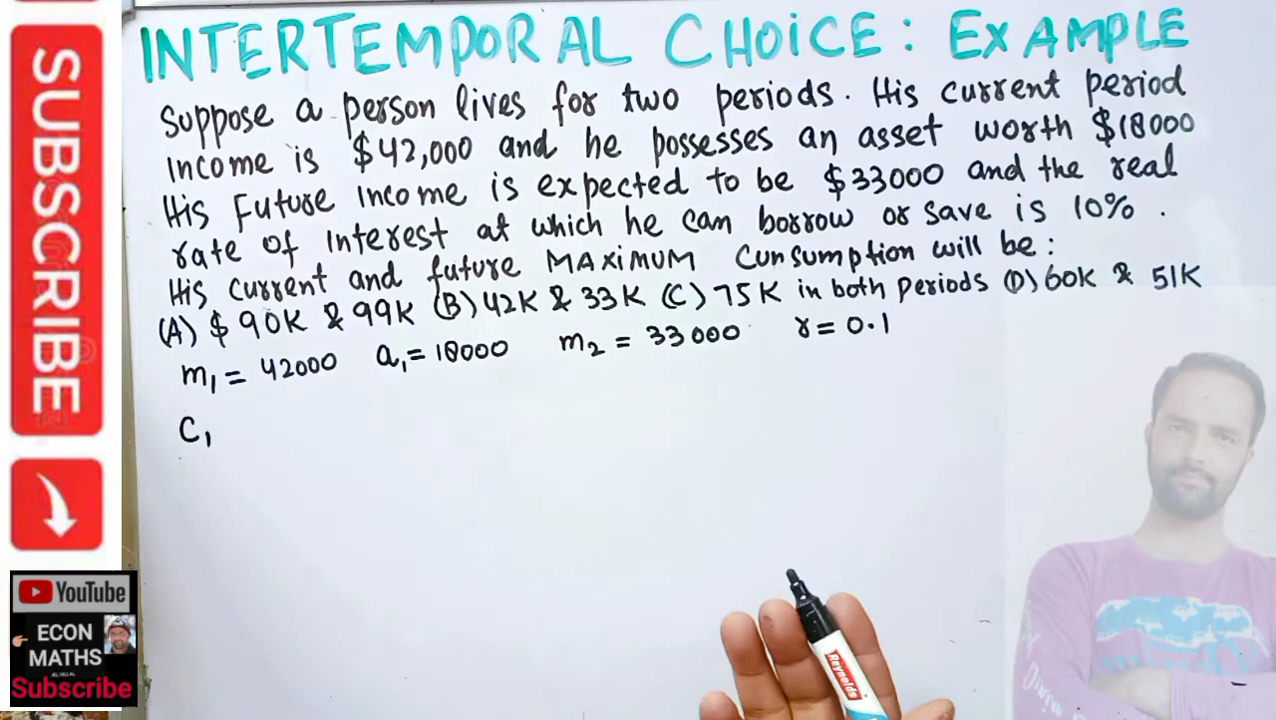 INTERTEMPORAL CHOICE: EXAMPLE
Suppose a person lives for two periods. His current period
income is $42,000 and he possesses an asset worth $18000
His Future Income is expected to be $33000 and the real
rate of Interest at which he can borrow or save is 10%.
His current and future MAXIMUM Consumption will be:
(A) $90K & 99K (B) 42K & 33K (C) 75K in both periods (D) 60K & 51K
m₁ = 42000 a₁ = 18000 m₂ = 33000 r = 0.1
C₁
SUBSCRIBE
YouTube
ECON
MATHS
Subscribe
Reynolds